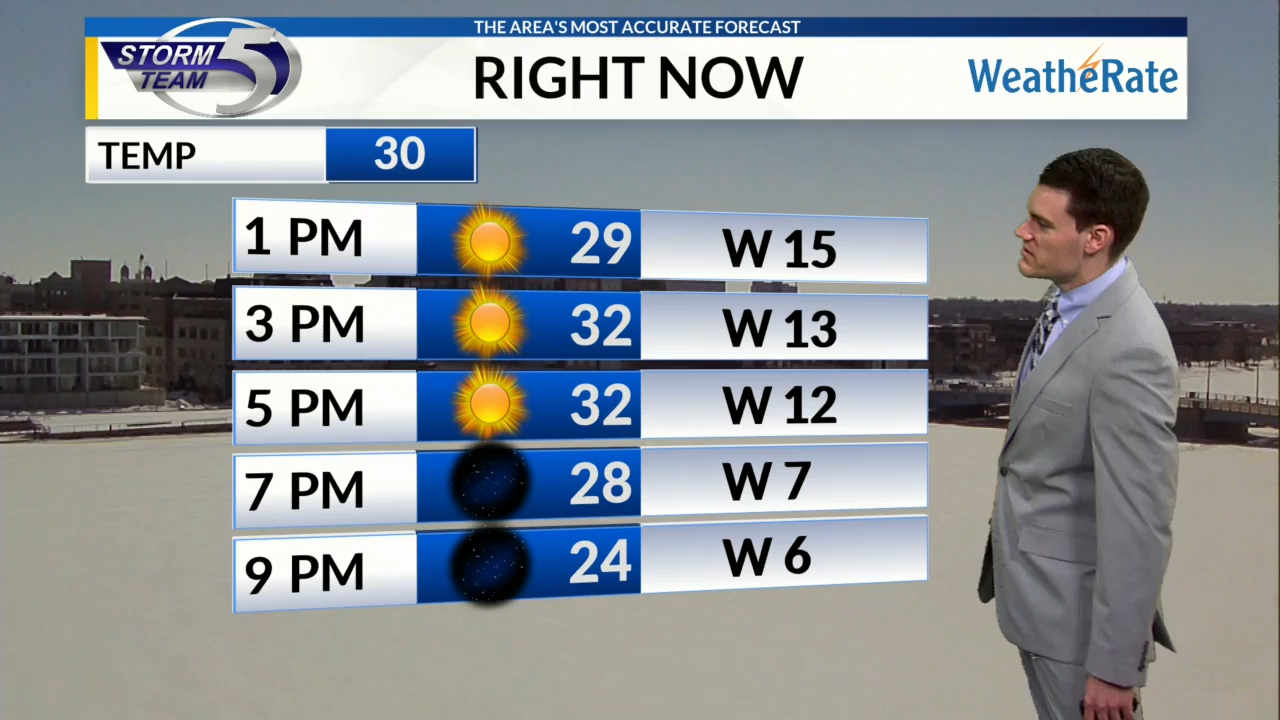 THE AREA'S MOST ACCURATE FORECAST
STORM
TEAM
5
RIGHT NOW
WeatheRate
TEMP 30
1 PM 29 W 15
3 PM 32 W 13
5 PM 32 W 12
7 PM 28 W 7
9 PM 24 W 6